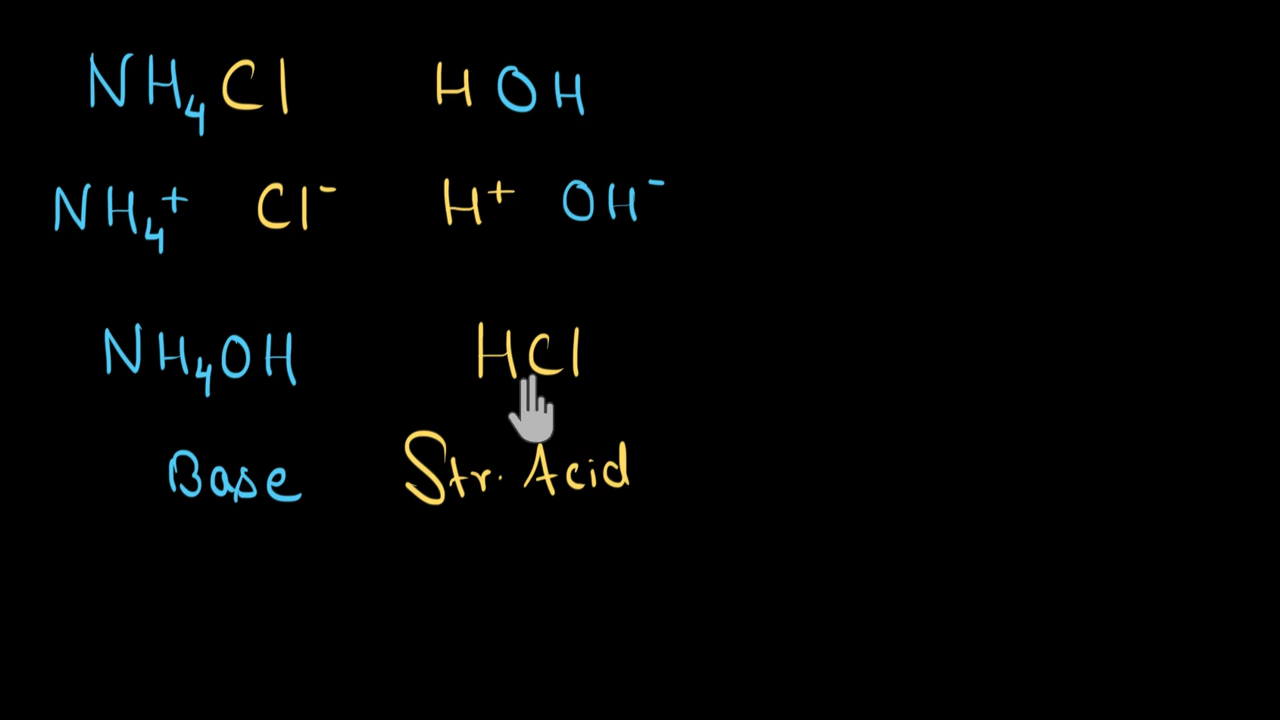 NH₄Cl HOH
NH₄⁺ Cl⁻ H⁺ OH⁻
NH₄OH HCl
Base Str. Acid